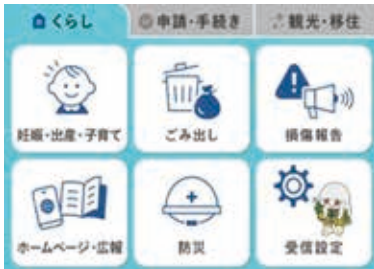 くらし
申請・手続き
観光・移住
妊娠・出産・子育て
ごみ出し
損傷報告
ホームページ・広報
防災
受信設定